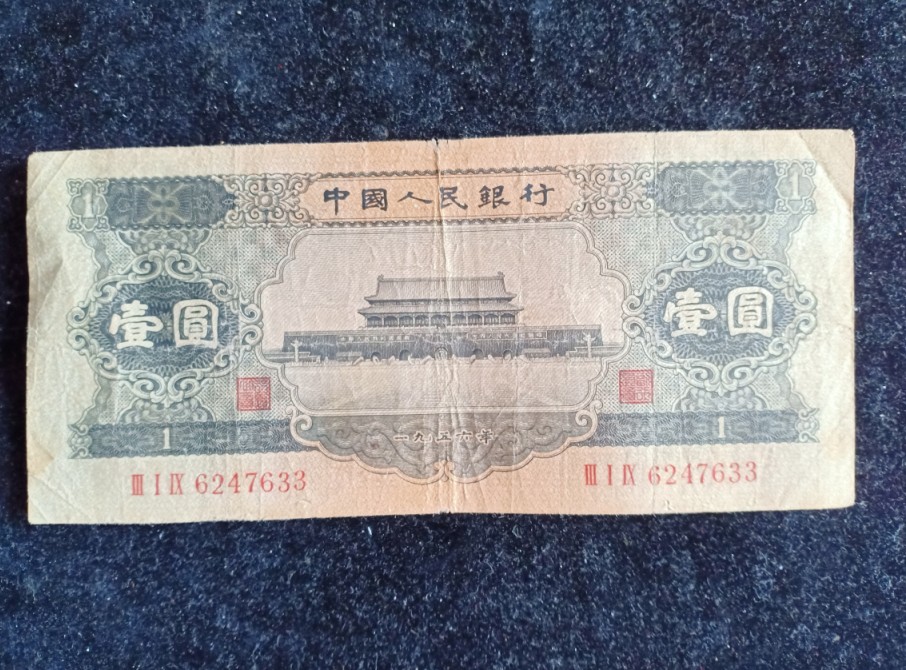 中國人民銀行
1 1
壹圓 壹圓
一九五六年
1 1
III I IX 6247633 III I IX 6247633